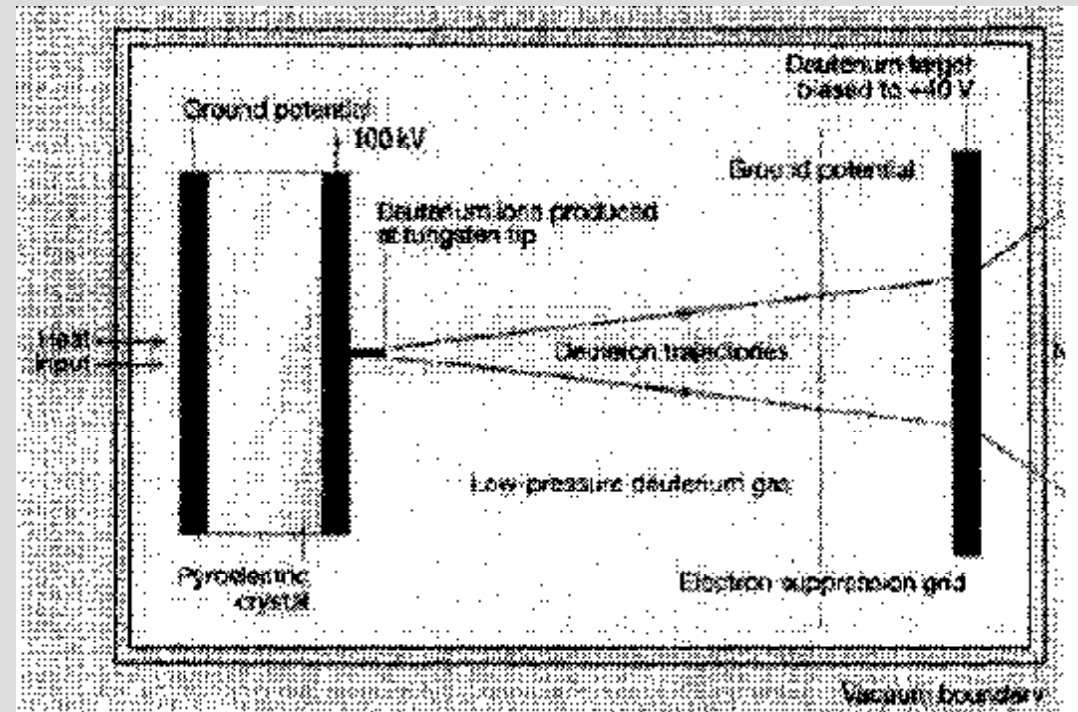 Deuterium target
biased to +40 V
Ground potential
100 kV
Ground potential
Deuterium ions produced
at tungsten tip
Heat
input
Deuteron trajectories
Low-pressure deuterium gas
Pyroelectric
crystal
Electron suppression grid
Vacuum boundary